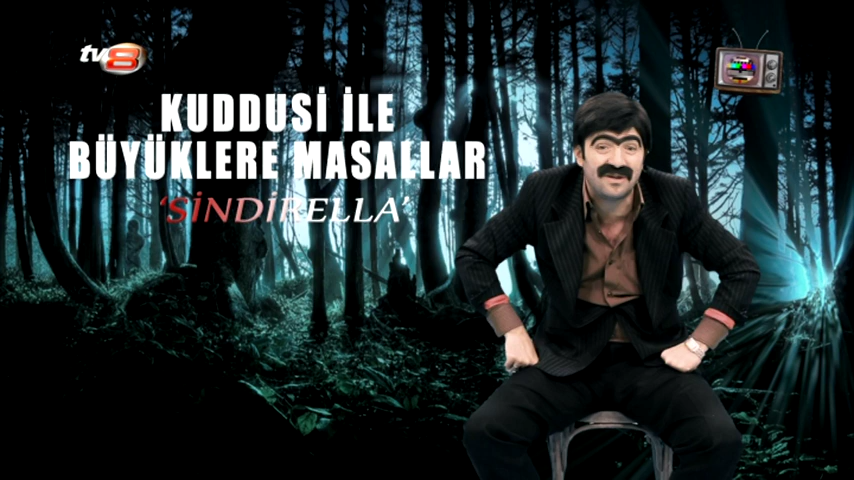 tv8
KUDDUSİ İLE
BÜYÜKLERE MASALLAR
'SİNDİRELLA'